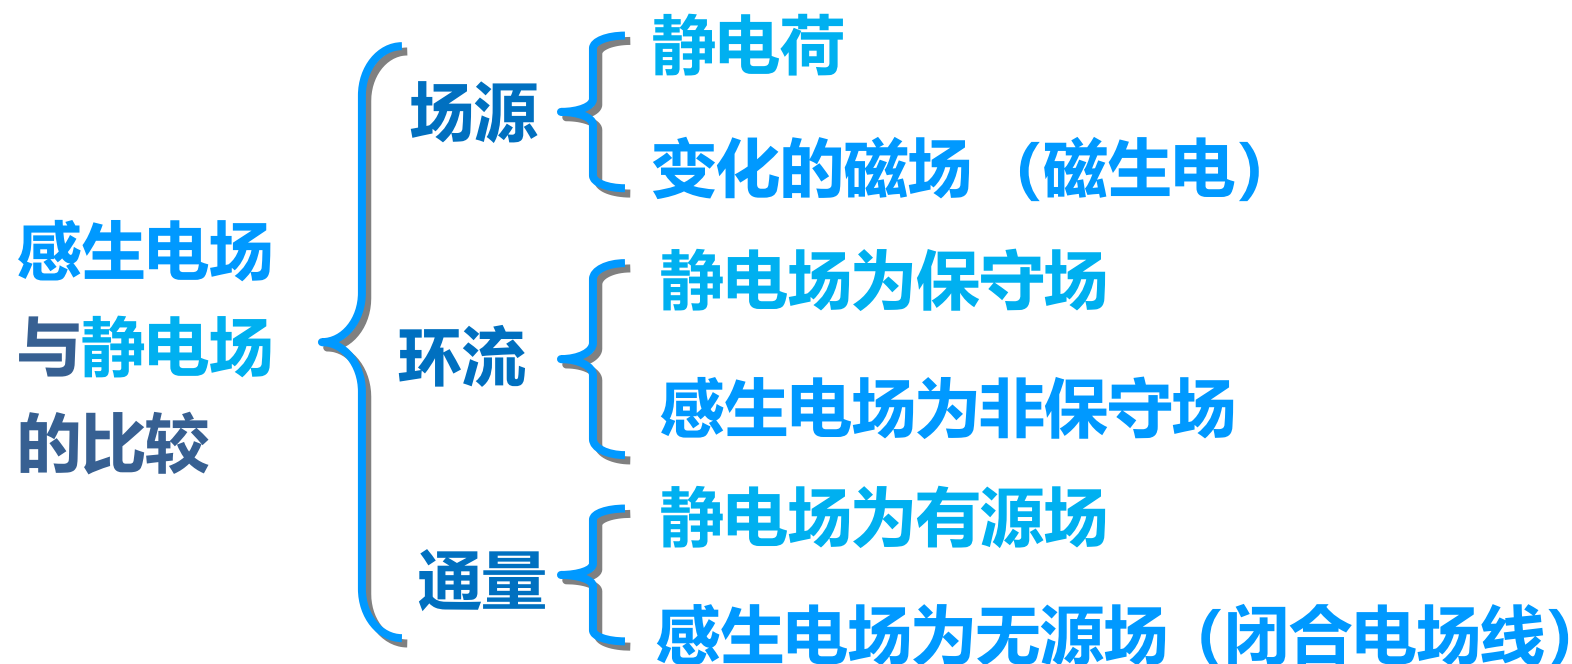 感生电场
与静电场
的比较
场源
静电荷
变化的磁场（磁生电）
环流
静电场为保守场
感生电场为非保守场
通量
静电场为有源场
感生电场为无源场（闭合电场线）